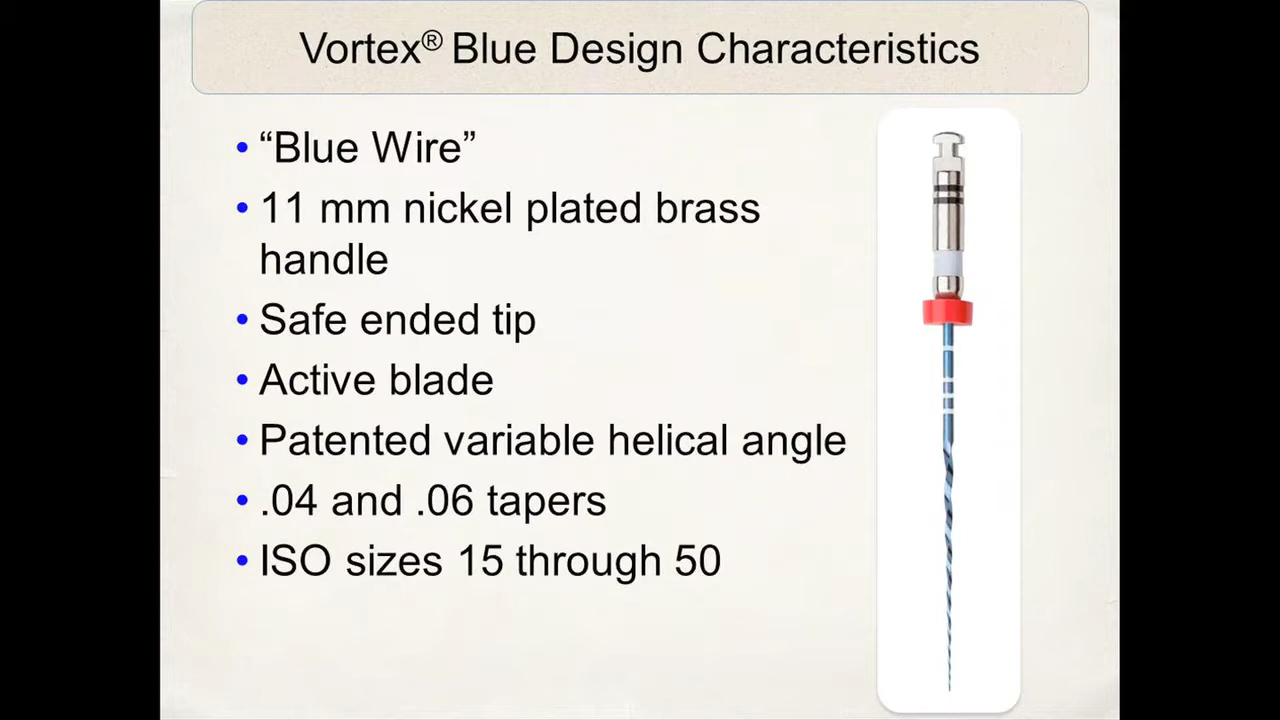 Vortex® Blue Design Characteristics
• “Blue Wire”
• 11 mm nickel plated brass
handle
• Safe ended tip
• Active blade
• Patented variable helical angle
• .04 and .06 tapers
• ISO sizes 15 through 50